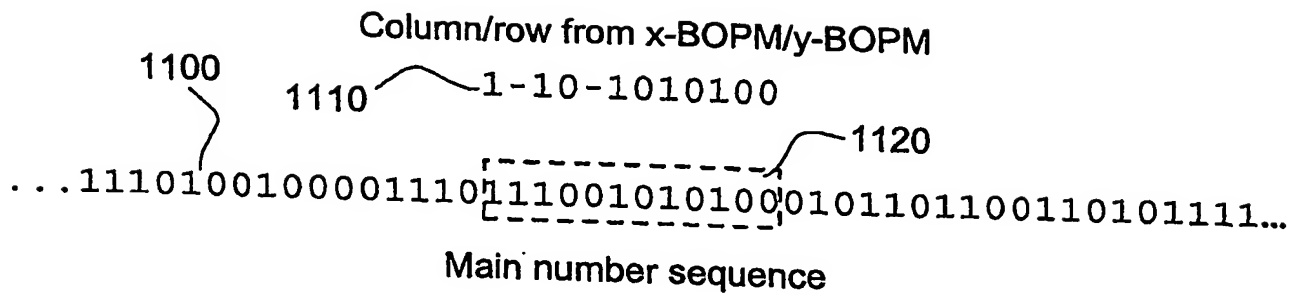 Column/row from x-BOPM/y-BOPM
1100
1110 1-10-1010100
1120
...11101001000011101110010101000101101100110101111...
Main number sequence